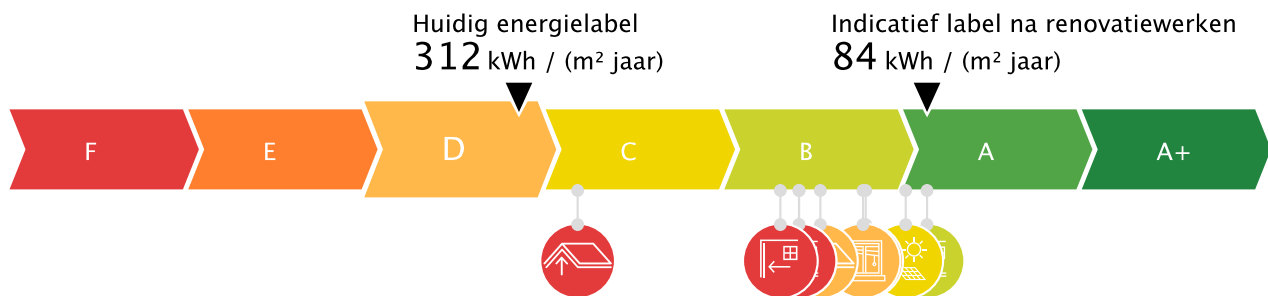 Huidig energielabel
312 kWh / (m² jaar)
Indicatief label na renovatiewerken
84 kWh / (m² jaar)
F E D C B A A+